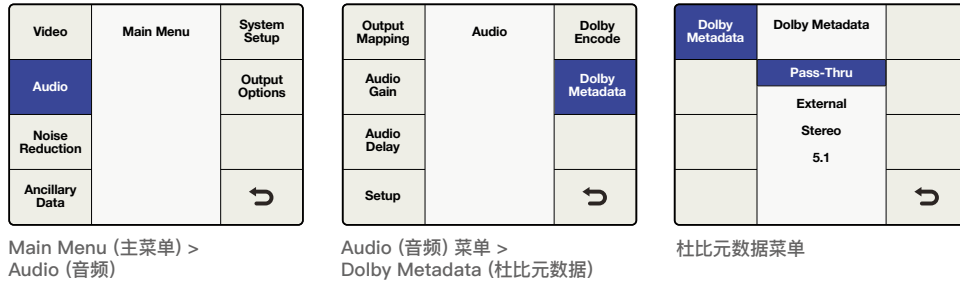 Video
Main Menu
System
Setup
Audio
Output
Options
Noise
Reduction
Ancillary
Data
Main Menu (主菜单) >
Audio (音频)
Output
Mapping
Audio
Dolby
Encode
Audio
Gain
Dolby
Metadata
Audio
Delay
Setup
Audio (音频) 菜单 >
Dolby Metadata (杜比元数据)
Dolby
Metadata
Dolby Metadata
Pass-Thru
External
Stereo
5.1
杜比元数据菜单